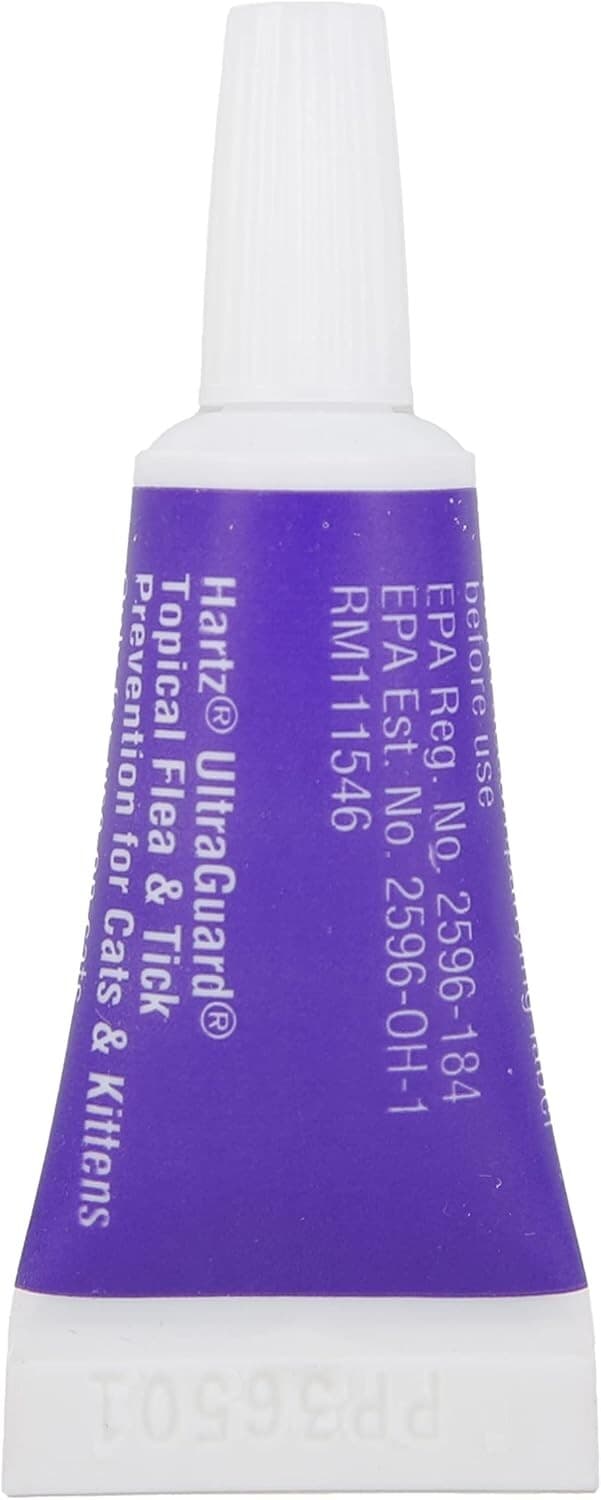 before use
EPA Reg. No. 2596-184
EPA Est. No. 2596-OH-1
RM111546
Hartz® UltraGuard®
Topical Flea & Tick
Prevention for Cats & Kittens
PP36501